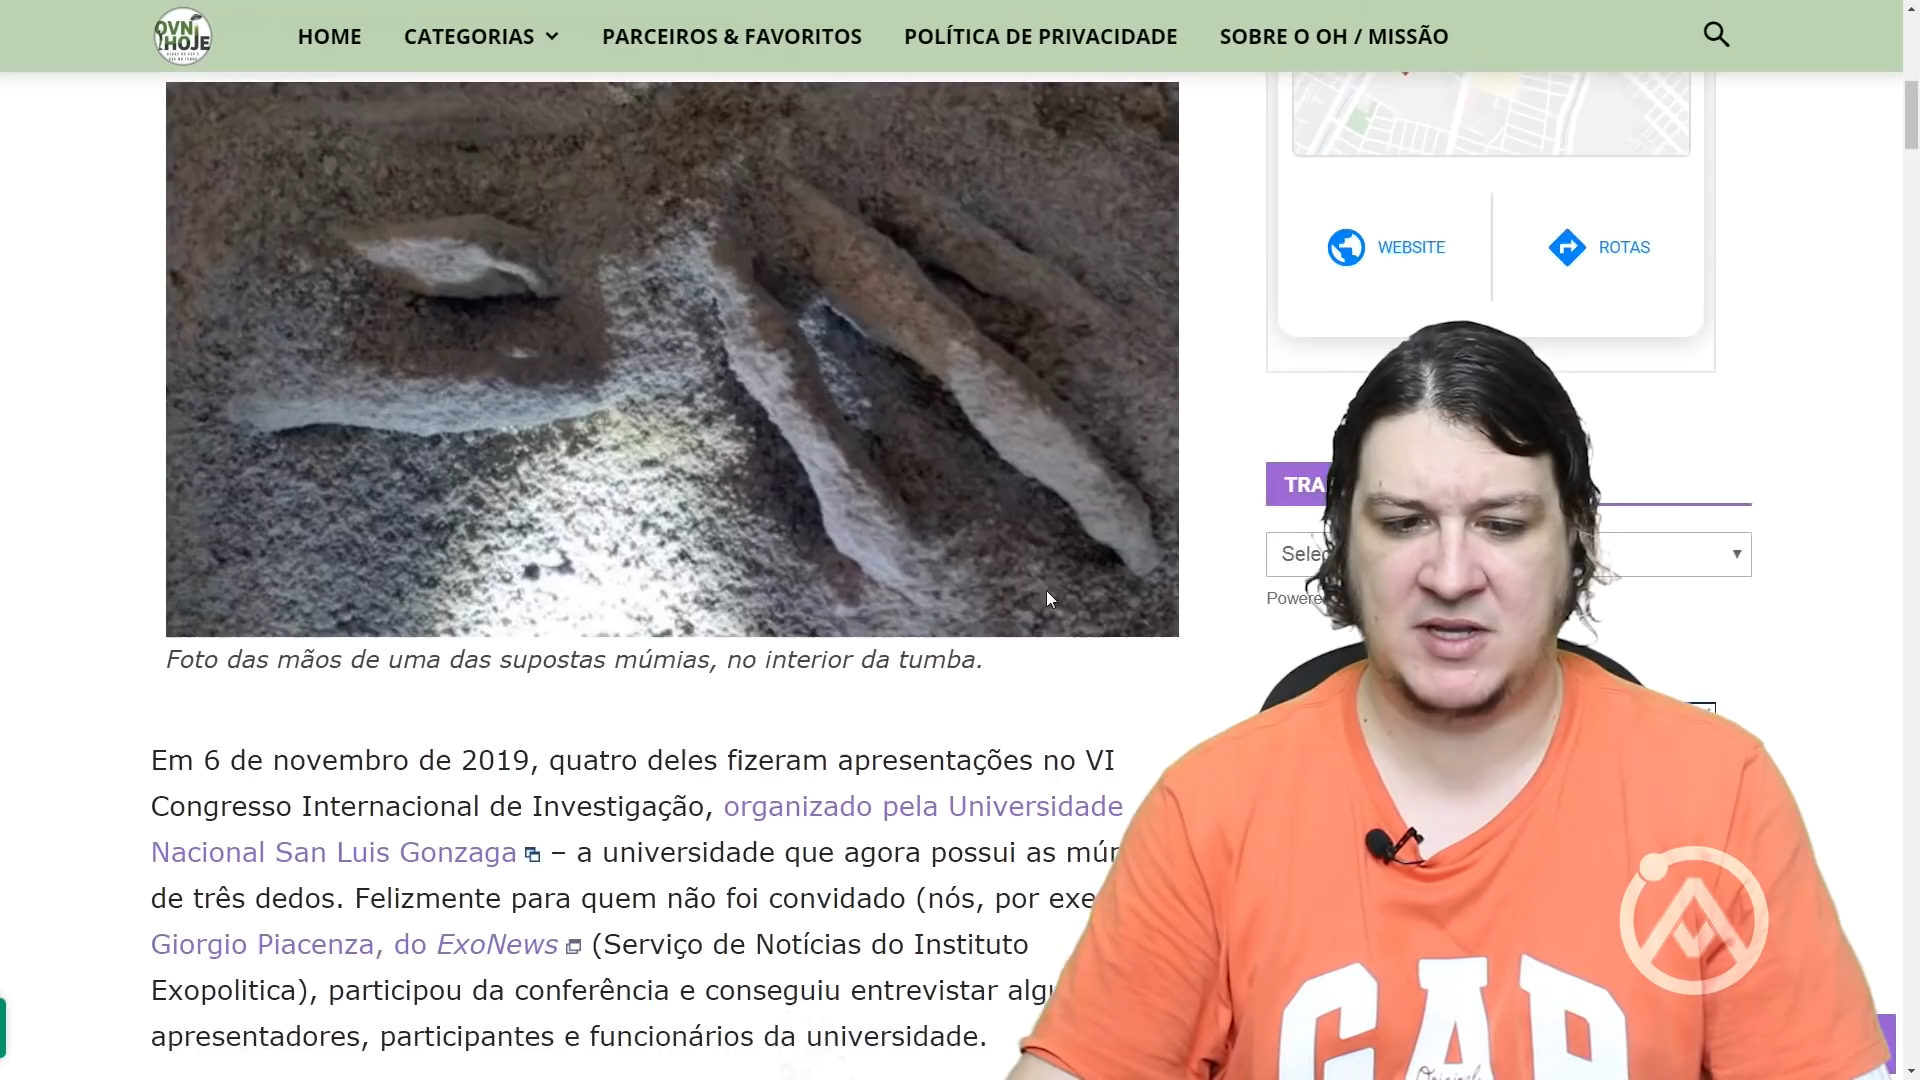 OVNI
HOJE
HOME
CATEGORIAS
PARCEIROS & FAVORITOS
POLÍTICA DE PRIVACIDADE
SOBRE O OH / MISSÃO
WEBSITE
ROTAS
TRA
Selec
Powere
Foto das mãos de uma das supostas múmias, no interior da tumba.
Em 6 de novembro de 2019, quatro deles fizeram apresentações no VI
Congresso Internacional de Investigação, organizado pela Universidade
Nacional San Luis Gonzaga – a universidade que agora possui as múr
de três dedos. Felizmente para quem não foi convidado (nós, por exe
Giorgio Piacenza, do ExoNews (Serviço de Notícias do Instituto
Exopolitica), participou da conferência e conseguiu entrevistar algu
apresentadores, participantes e funcionários da universidade.
GAP
Original